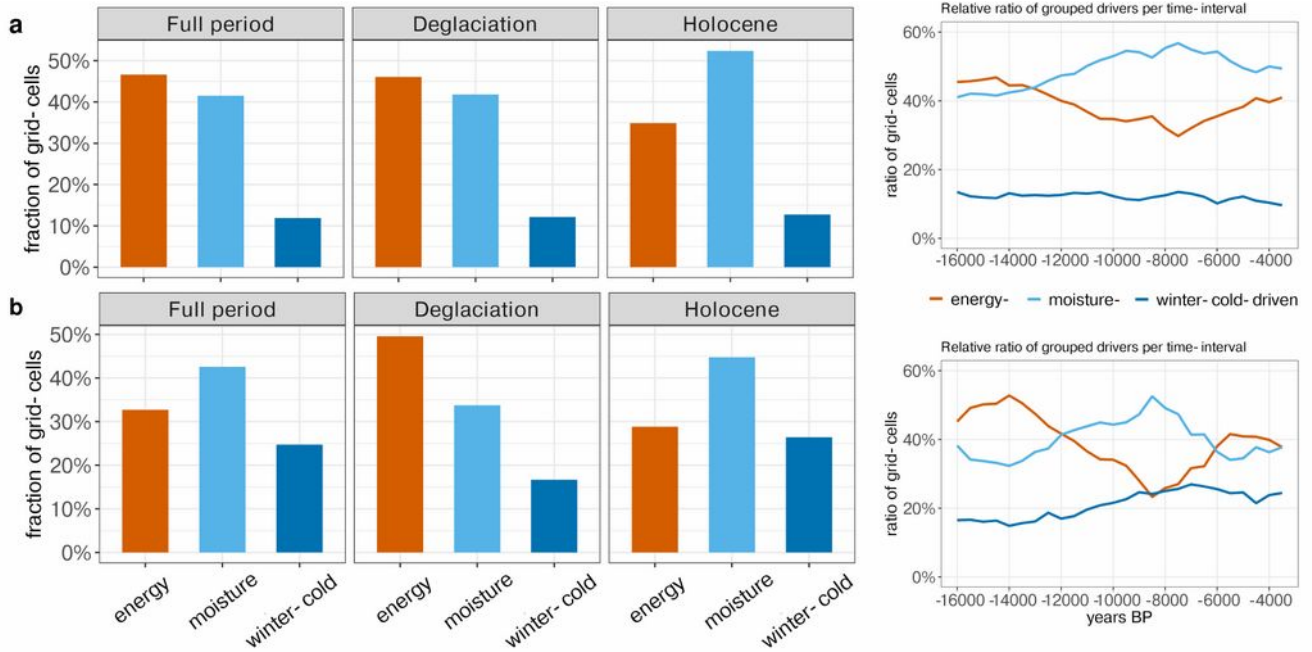 a
Full period
Deglaciation
Holocene
fraction of grid- cells
50%
40%
30%
20%
10%
0%
Relative ratio of grouped drivers per time- interval
ratio of grid- cells
60%
40%
20%
0%
-16000 -14000 -12000 -10000 -8000 -6000 -4000
energy- moisture- winter- cold- driven
b
Full period
Deglaciation
Holocene
fraction of grid- cells
50%
40%
30%
20%
10%
0%
energy moisture winter- cold
energy moisture winter- cold
energy moisture winter- cold
Relative ratio of grouped drivers per time- interval
ratio of grid- cells
60%
40%
20%
0%
-16000 -14000 -12000 -10000 -8000 -6000 -4000
years BP